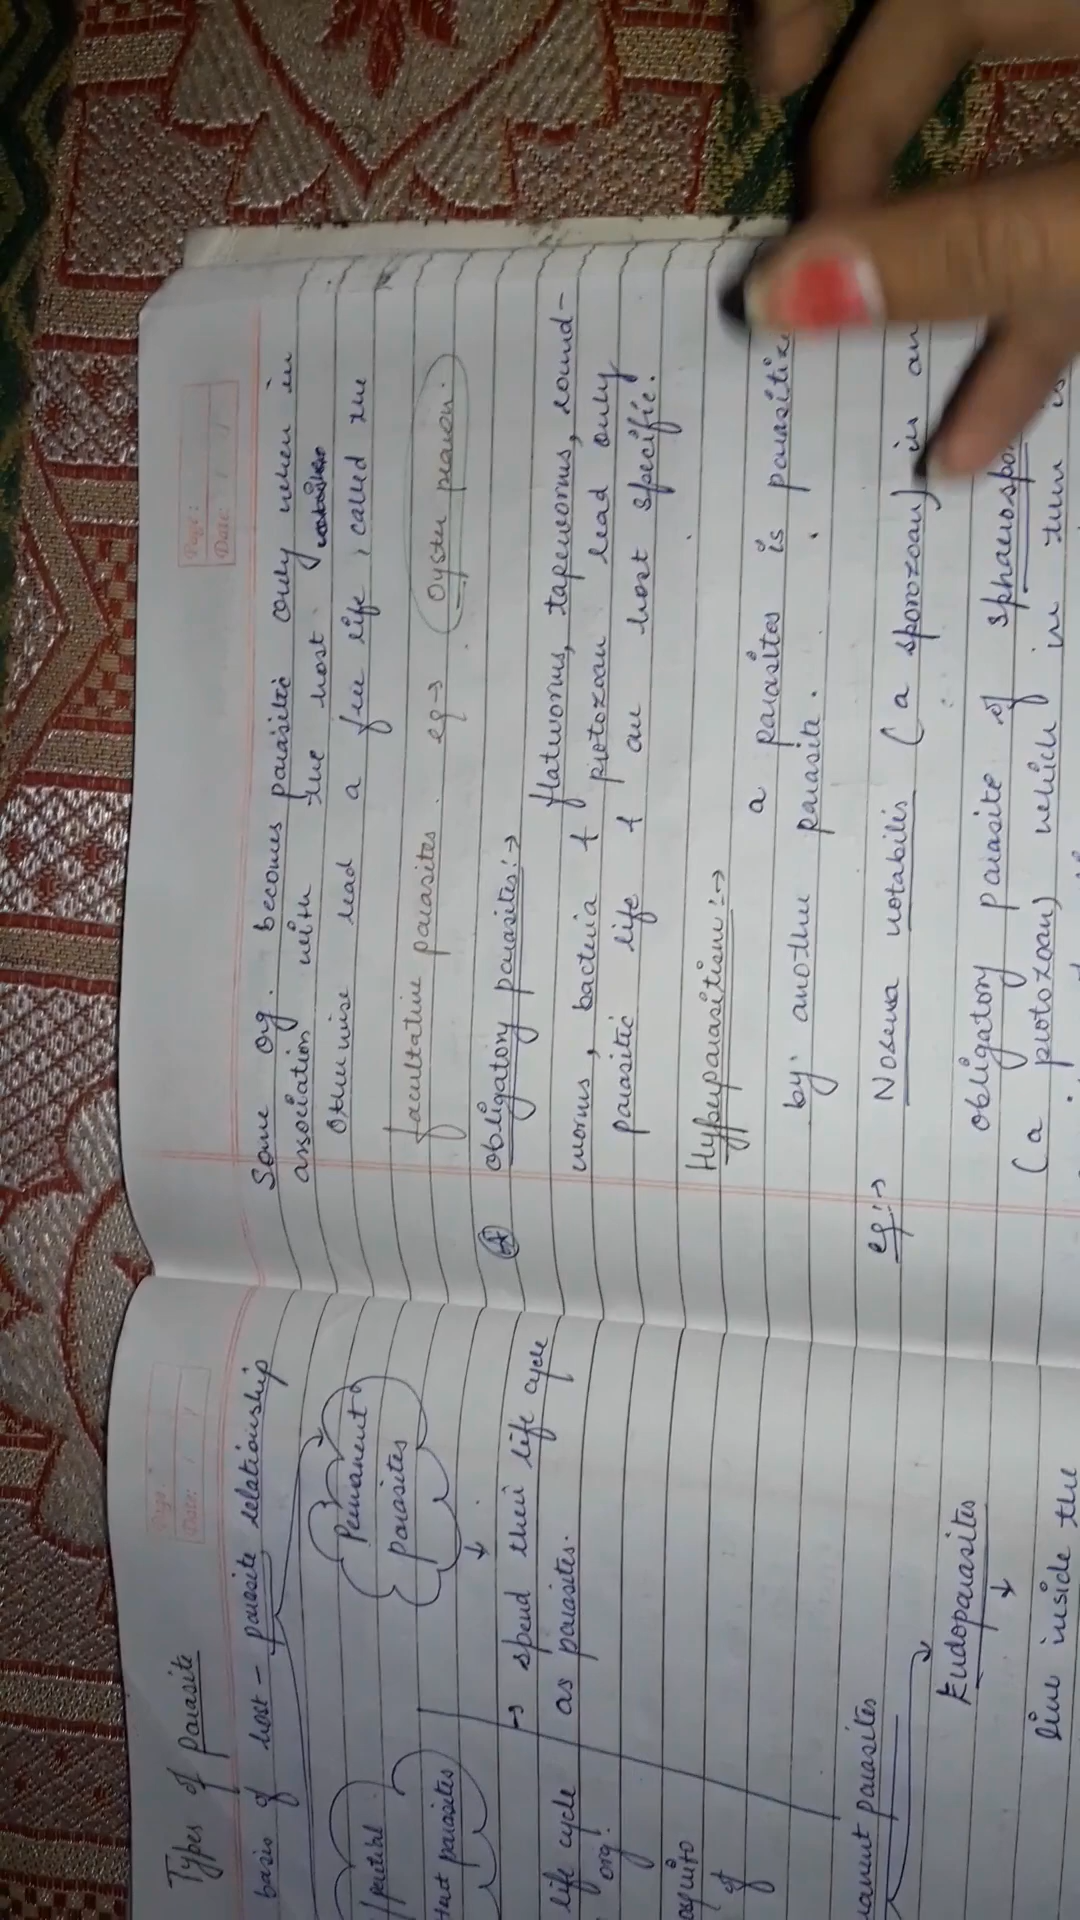 Types of Parasite
basis of host - parasite relationship
Permanent
parasites
/ partial
parasites
→ spend their life cycle
as parasites.
life cycle
org.
of
parasites
Endoparasites
live inside the
Page:
Date:
Some org. becomes parasitic only when in
association with the host.
Otherwise lead a free life, called the
facultative parasites. eg→ Oyster
obligatory parasites:→ flatworms, tapeworms, round-
worms, bacteria & protozoan lead only
parasitic life & are host specific.
Hyperparasitism:→
a parasites is
by another parasite.
eg:→ Nosema notabilis (a sporozoan) is an
obligatory parasite of
(a protozoan) which in turn is